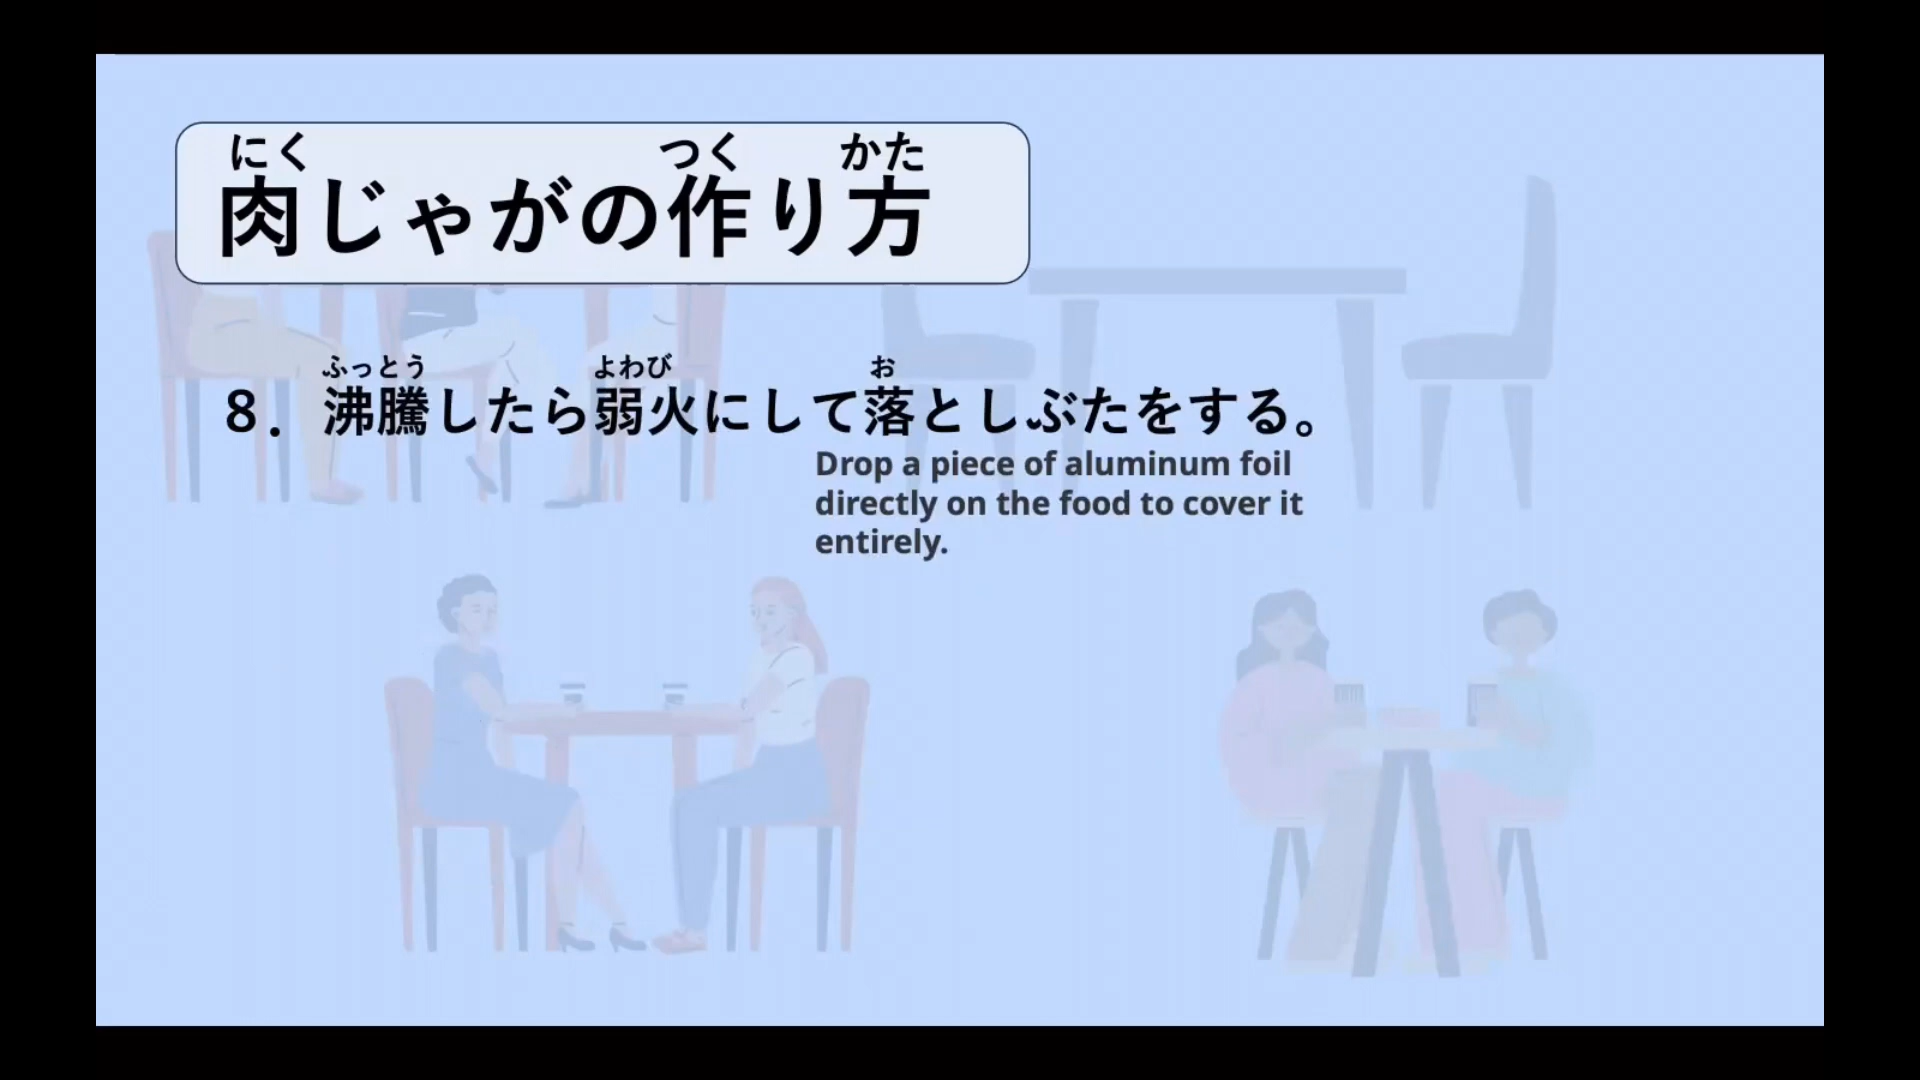 にく つく かた
肉じゃがの作り方
ふっとう よわび お
8．沸騰したら弱火にして落としぶたをする。
Drop a piece of aluminum foil
directly on the food to cover it
entirely.